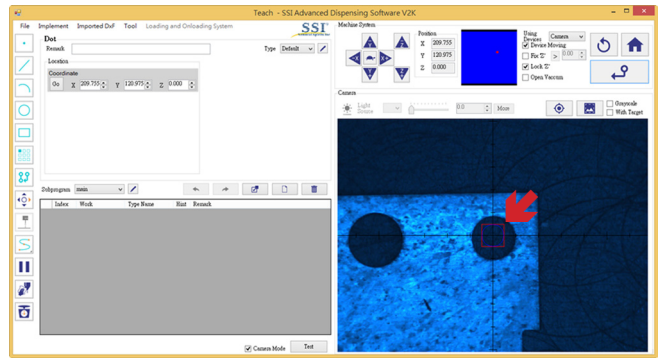 Teach - SSI Advanced Dispensing Software V2K
File Implement Imported DxF Tool Loading and Onloading System
SSI
Dot
Remark Type Default
Location
Coordinate
Go X 209.755 Y 120.975 Z 0.000
Subprogram main
Index Work Type Name Hint Remark
Camera Mode Test
Machine System
Position
X 209.755
Y 120.975
Z 0.000
X- X+
Y- Y+
Z- Z+
Using Devices Camera
Device Moving
For 'Z' > 0.00
Lock 'Z'
Open Vaccum
Camera
Light Source 0.0 More
Grayscale
With Target